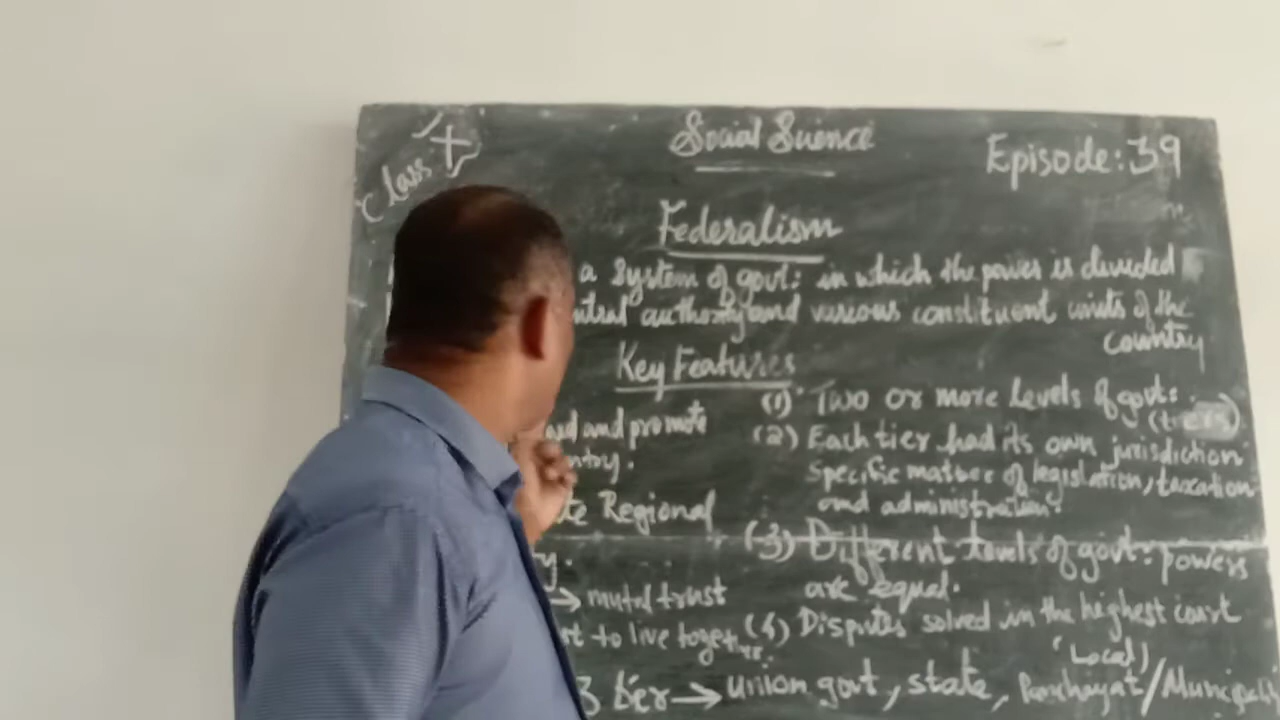 Class X
Social Science
Episode: 39
Federalism
a System of govt: in which the power is divided
authority and various constituent units of the
country
Key Features
and promote
(1) Two or more Levels of govt:
(tiers)
(2) Each tier had its own jurisdiction
specific matter of legislation, taxation
and administration.
Regional
(3) Different levels of govt: powers
are equal.
→ mutal trust
to live together.
(4) Disputes solved in the highest court
3 tier → union govt, state, Panchayat/Municipali
(Local)